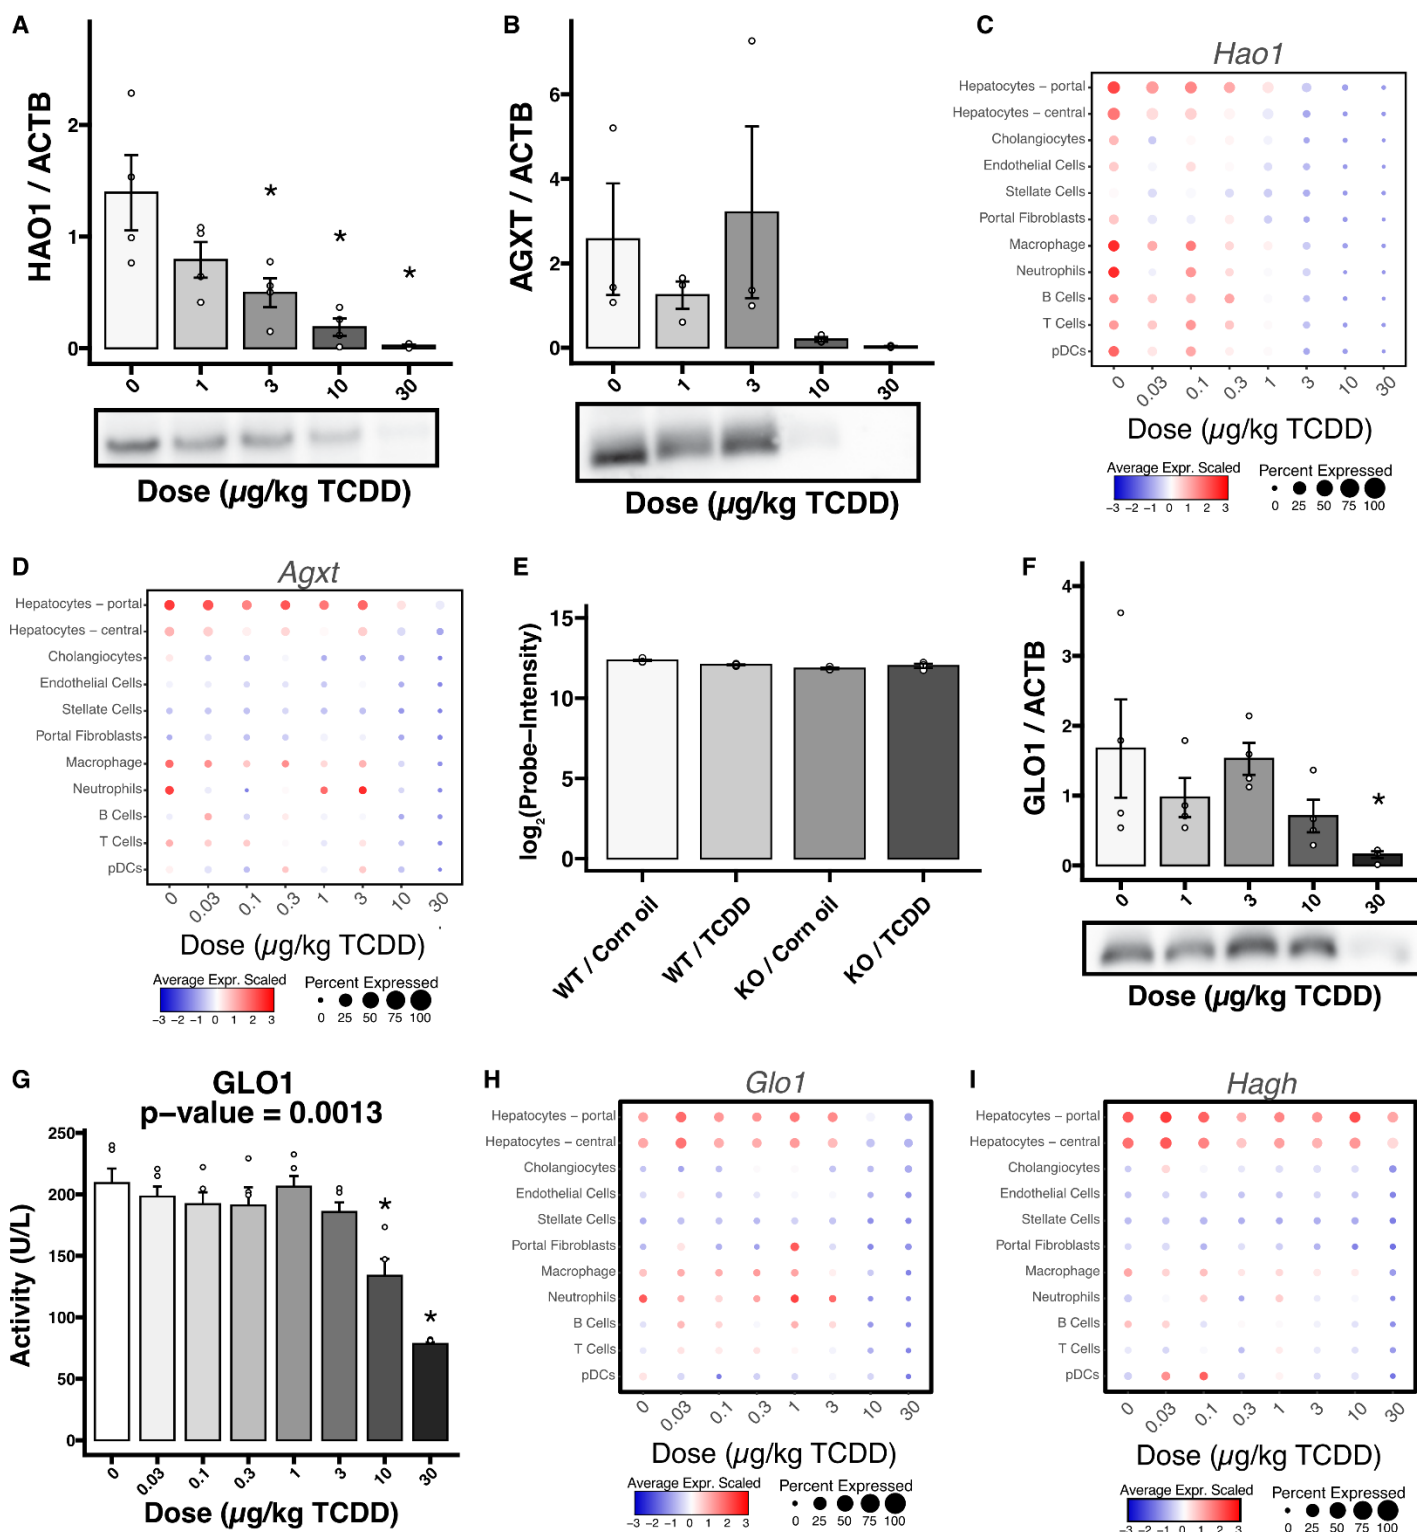 A
HAO1 / ACTB
2
1
0
*
*
*
0 1 3 10 30
Dose (µg/kg TCDD)
B
AGXT / ACTB
6
4
2
0
0 1 3 10 30
Dose (µg/kg TCDD)
C
Hao1
Hepatocytes – portal
Hepatocytes – central
Cholangiocytes
Endothelial Cells
Stellate Cells
Portal Fibroblasts
Macrophage
Neutrophils
B Cells
T Cells
pDCs
0 0.03 0.1 0.3 1 3 10 30
Dose (µg/kg TCDD)
Average Expr. Scaled
−3 −2 −1 0 1 2 3
Percent Expressed
0 25 50 75 100
D
Agxt
Hepatocytes – portal
Hepatocytes – central
Cholangiocytes
Endothelial Cells
Stellate Cells
Portal Fibroblasts
Macrophage
Neutrophils
B Cells
T Cells
pDCs
0 0.03 0.1 0.3 1 3 10 30
Dose (µg/kg TCDD)
Average Expr. Scaled
−3 −2 −1 0 1 2 3
Percent Expressed
0 25 50 75 100
E
log2(Probe–Intensity)
15
10
5
0
WT / Corn oil
WT / TCDD
KO / Corn oil
KO / TCDD
F
GLO1 / ACTB
4
3
2
1
0
*
0 1 3 10 30
Dose (µg/kg TCDD)
G
GLO1
p−value = 0.0013
Activity (U/L)
250
200
150
100
50
0
*
*
0 0.03 0.1 0.3 1 3 10 30
Dose (µg/kg TCDD)
H
Glo1
Hepatocytes – portal
Hepatocytes – central
Cholangiocytes
Endothelial Cells
Stellate Cells
Portal Fibroblasts
Macrophage
Neutrophils
B Cells
T Cells
pDCs
0 0.03 0.1 0.3 1 3 10 30
Dose (µg/kg TCDD)
Average Expr. Scaled
−3 −2 −1 0 1 2 3
Percent Expressed
0 25 50 75 100
I
Hagh
Hepatocytes – portal
Hepatocytes – central
Cholangiocytes
Endothelial Cells
Stellate Cells
Portal Fibroblasts
Macrophage
Neutrophils
B Cells
T Cells
pDCs
0 0.03 0.1 0.3 1 3 10 30
Dose (µg/kg TCDD)
Average Expr. Scaled
−3 −2 −1 0 1 2 3
Percent Expressed
0 25 50 75 100